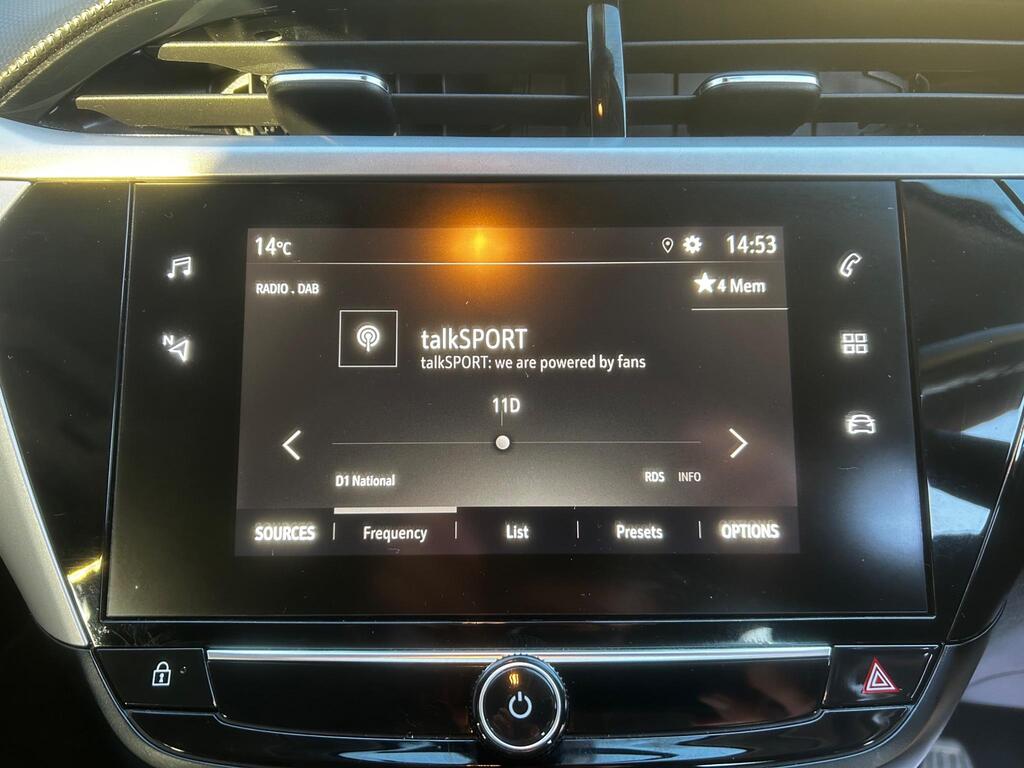 14°C
14:53
RADIO . DAB
4 Mem
N
talkSPORT
talkSPORT: we are powered by fans
11D
D1 National
RDS INFO
SOURCES Frequency List Presets OPTIONS